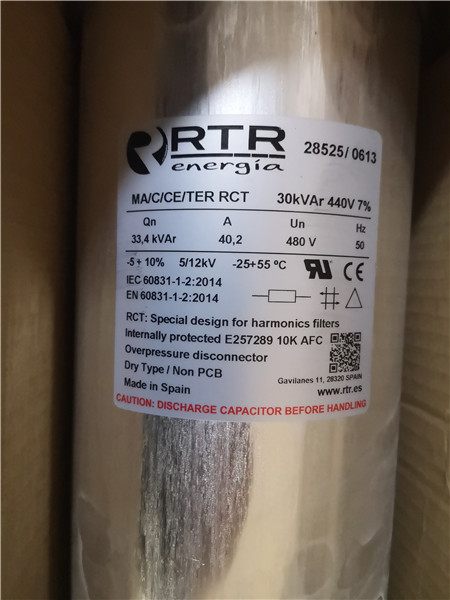 RTR
energía
28525/0613
MA/C/CE/TER RCT 30kVAr 440V 7%
Qn A Un Hz
33,4 kVAr 40,2 480 V 50
-5 + 10% 5/12kV -25+55 ºC
IEC 60831-1-2:2014
EN 60831-1-2:2014
RCT: Special design for harmonics filters
Internally protected E257289 10K AFC
Overpressure disconnector
Dry Type / Non PCB
Gavilanes 11, 28320 SPAIN
Made in Spain
www.rtr.es
CAUTION: DISCHARGE CAPACITOR BEFORE HANDLING